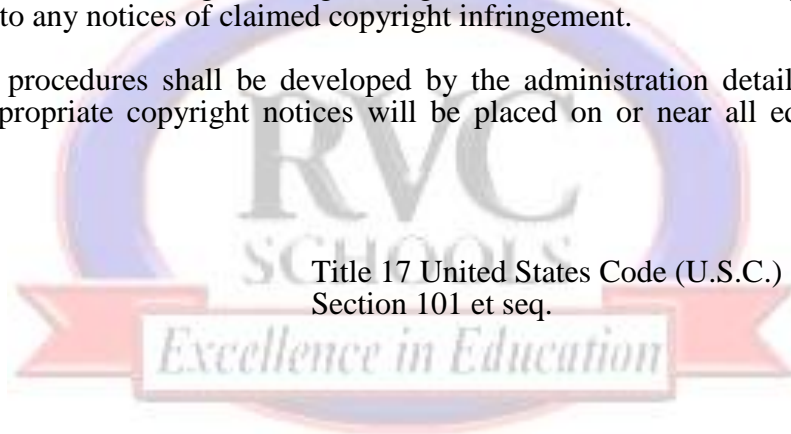 to any notices of claimed copyright infringement.
procedures shall be developed by the administration detail
propriate copyright notices will be placed on or near all ec
RVC
SCHOOLS
Title 17 United States Code (U.S.C.)
Section 101 et seq.
Excellence in Education